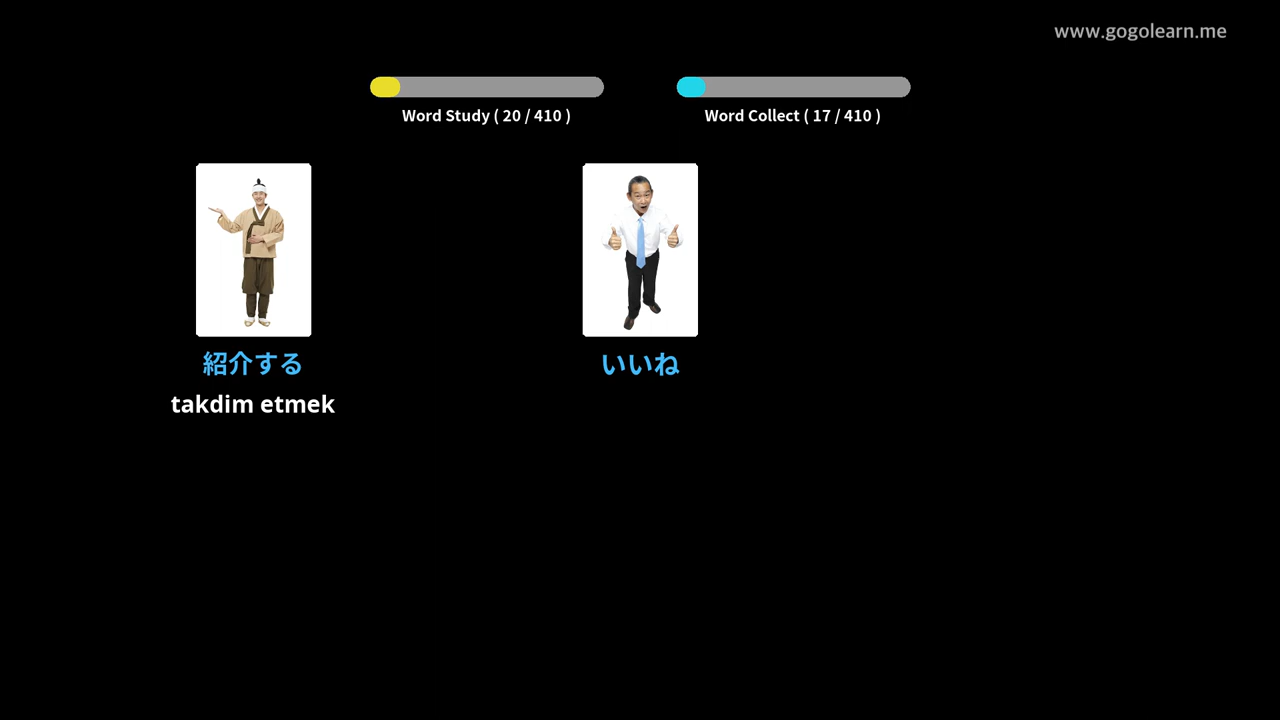 www.gogolearn.me
Word Study ( 20 / 410 )
Word Collect ( 17 / 410 )
紹介する
takdim etmek
いいね